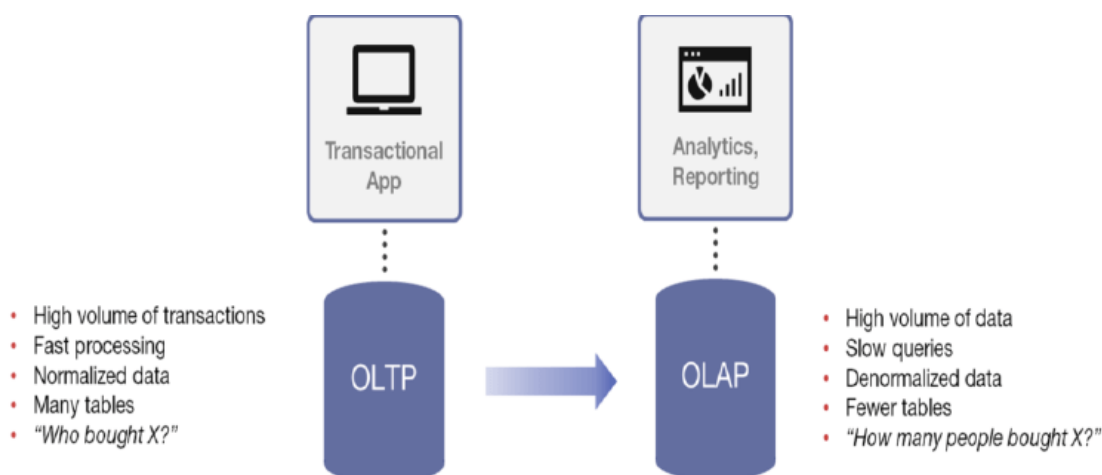 Transactional
App
Analytics,
Reporting
• High volume of transactions
• Fast processing
• Normalized data
• Many tables
• “Who bought X?”
OLTP
OLAP
• High volume of data
• Slow queries
• Denormalized data
• Fewer tables
• “How many people bought X?”